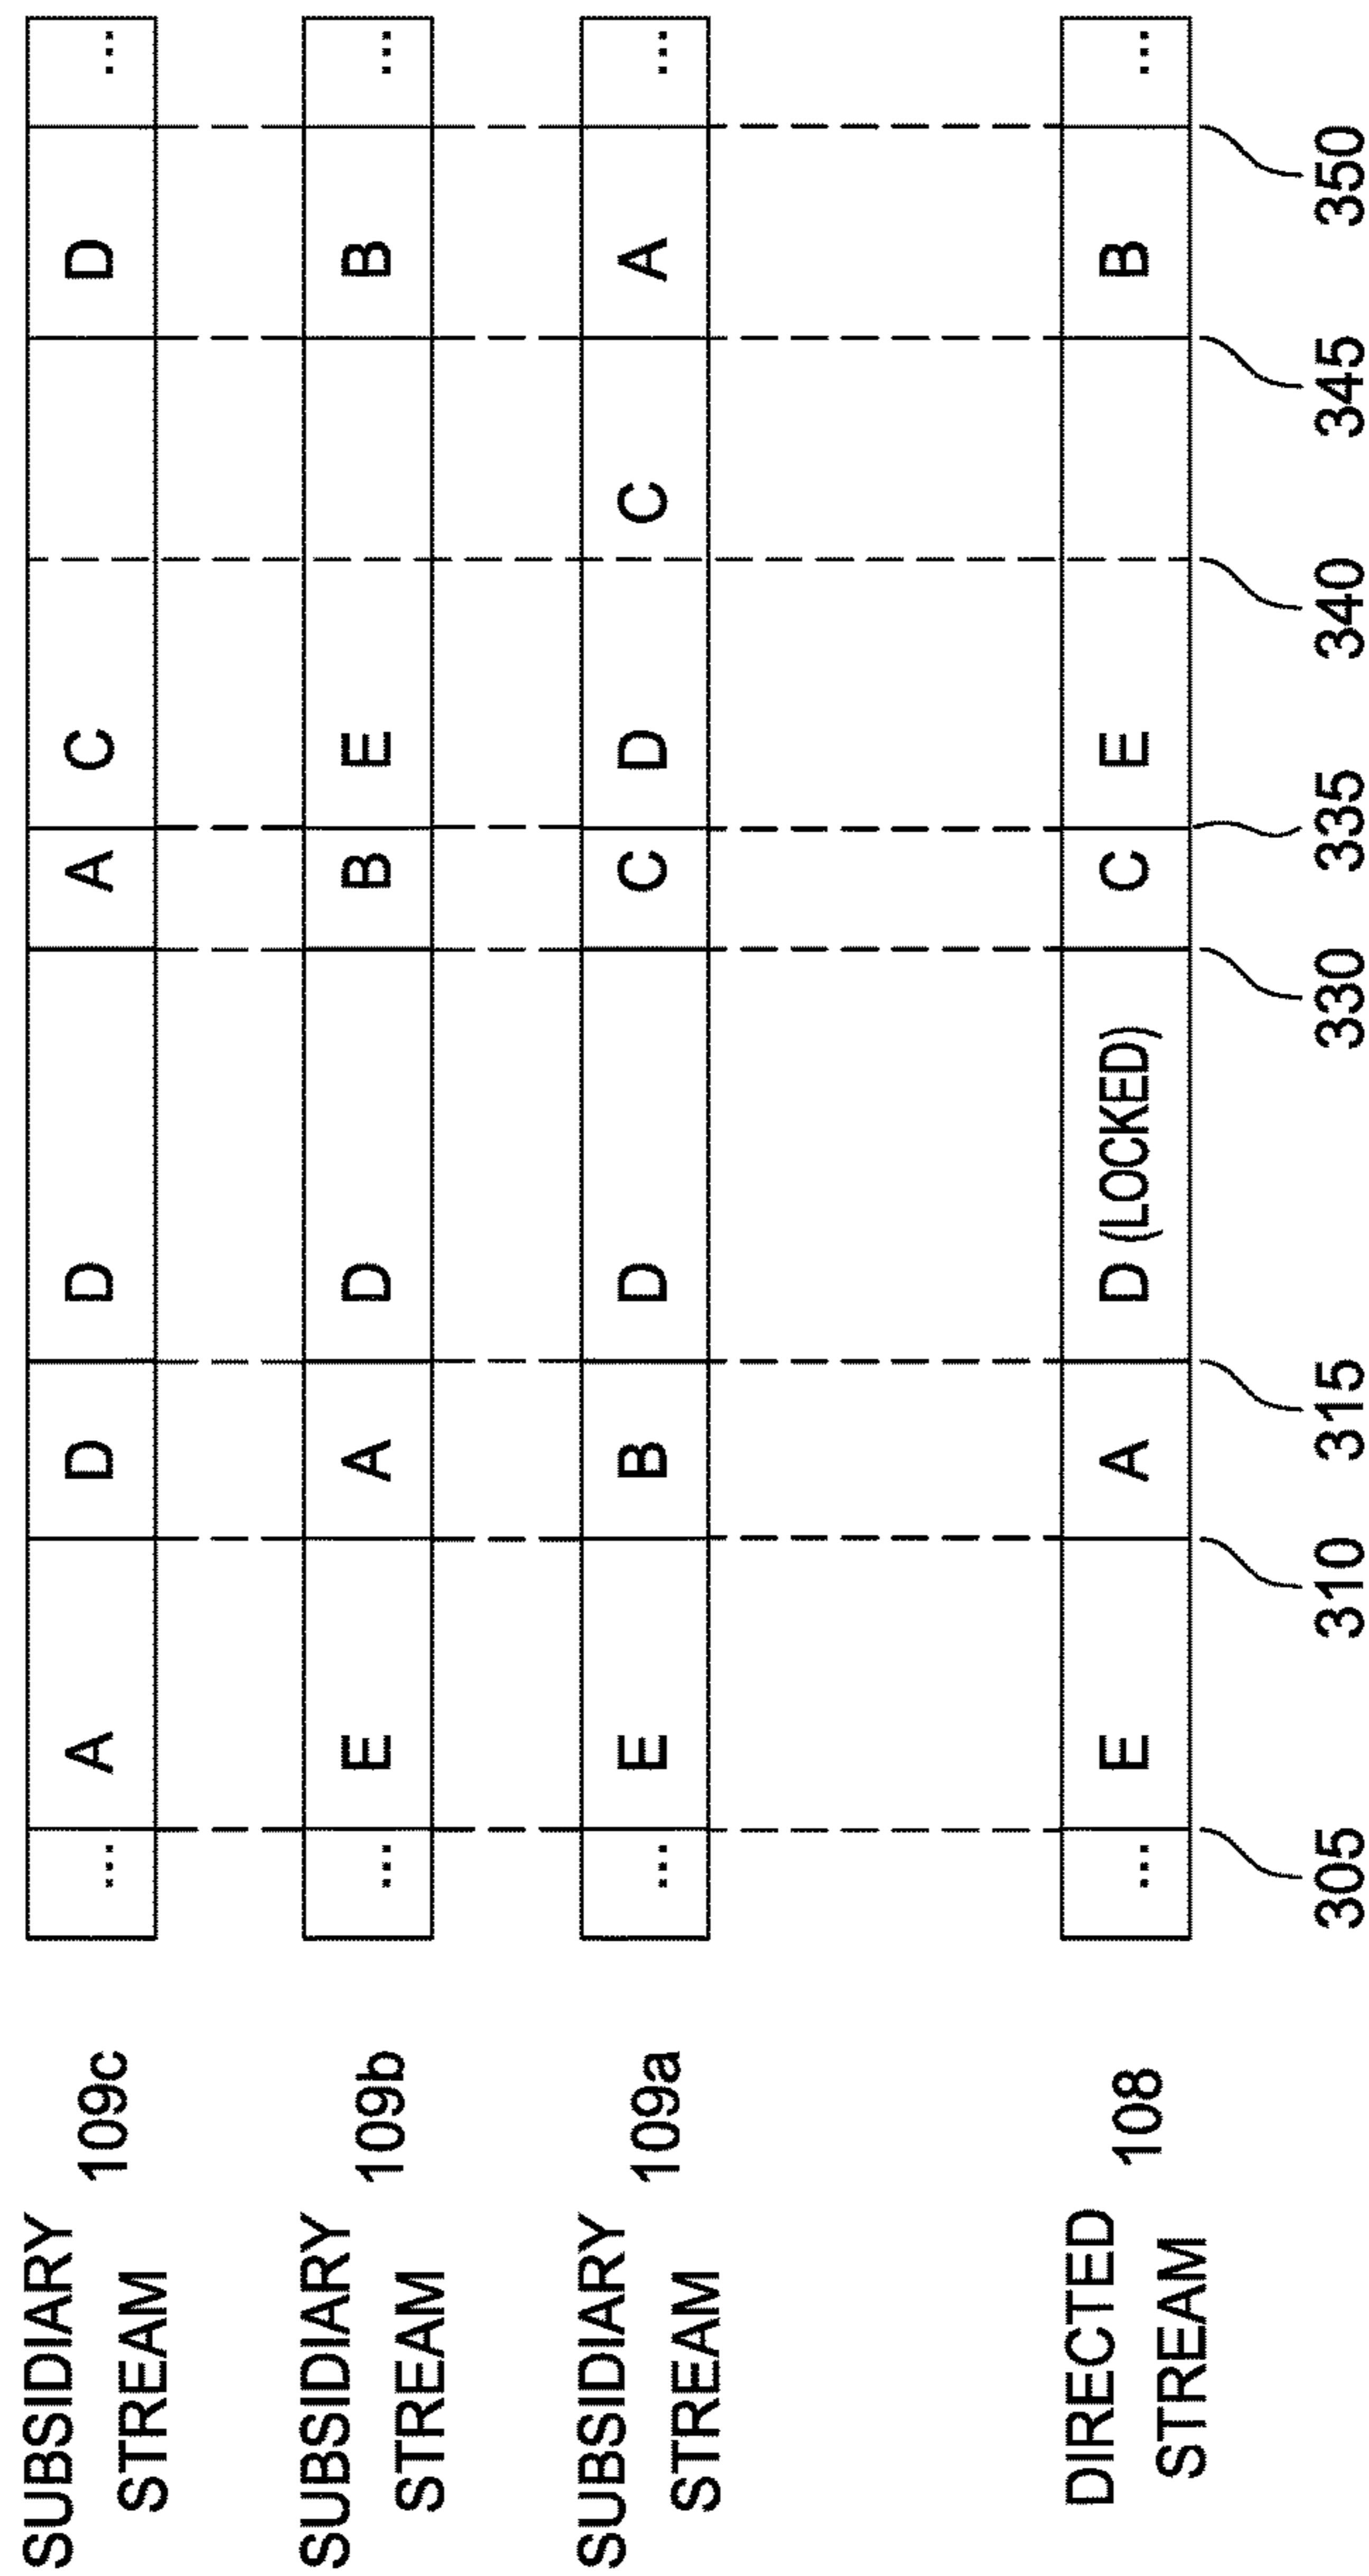 SUBSIDIARY
STREAM
109c
... A D D A C D ...
SUBSIDIARY
STREAM
109b
... E A D B E B ...
SUBSIDIARY
STREAM
109a
... E B D C D C A ...
DIRECTED
STREAM
108
... E A D (LOCKED) C E B ...
305 310 315 330 335 340 345 350